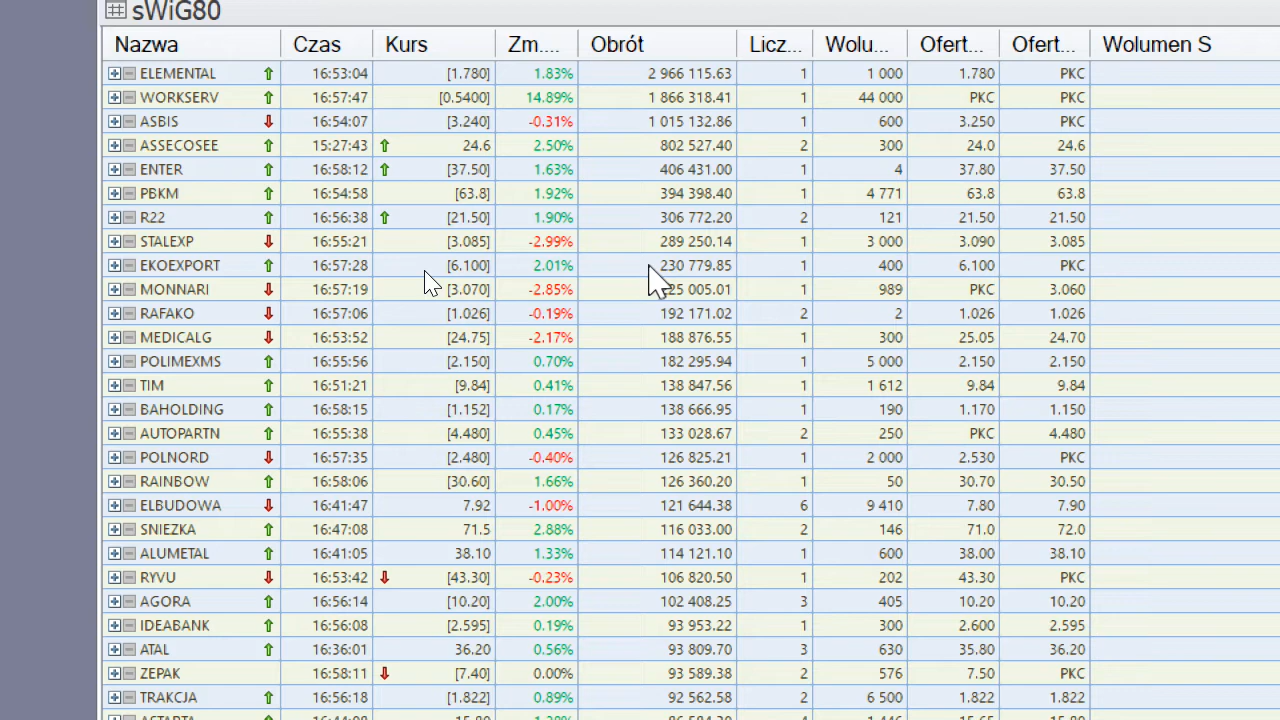 sWiG80
Nazwa Czas Kurs Zm.... Obrót Licz... Wolu... Ofert... Ofert... Wolumen S
ELEMENTAL 16:53:04 [1.780] 1.83% 2 966 115.63 1 1 000 1.780 PKC
WORKSERV 16:57:47 [0.5400] 14.89% 1 866 318.41 1 44 000 PKC PKC
ASBIS 16:54:07 [3.240] -0.31% 1 015 132.86 1 600 3.250 PKC
ASSECOSEE 15:27:43 24.6 2.50% 802 527.40 2 300 24.0 24.6
ENTER 16:58:12 [37.50] 1.63% 406 431.00 1 4 37.80 37.50
PBKM 16:54:58 [63.8] 1.92% 394 398.40 1 4 771 63.8 63.8
R22 16:56:38 [21.50] 1.90% 306 772.20 2 121 21.50 21.50
STALEXP 16:55:21 [3.085] -2.99% 289 250.14 1 3 000 3.090 3.085
EKOEXPORT 16:57:28 [6.100] 2.01% 230 779.85 1 400 6.100 PKC
MONNARI 16:57:19 [3.070] -2.85% 25 005.01 1 989 PKC 3.060
RAFAKO 16:57:06 [1.026] -0.19% 192 171.02 2 2 1.026 1.026
MEDICALG 16:53:52 [24.75] -2.17% 188 876.55 1 300 25.05 24.70
POLIMEXMS 16:55:56 [2.150] 0.70% 182 295.94 1 5 000 2.150 2.150
TIM 16:51:21 [9.84] 0.41% 138 847.56 1 1 612 9.84 9.84
BAHOLDING 16:58:15 [1.152] 0.17% 138 666.95 1 190 1.170 1.150
AUTOPARTN 16:55:38 [4.480] 0.45% 133 028.67 2 250 PKC 4.480
POLNORD 16:57:35 [2.480] -0.40% 126 825.21 1 2 000 2.530 PKC
RAINBOW 16:58:06 [30.60] 1.66% 126 360.20 1 50 30.70 30.50
ELBUDOWA 16:41:47 7.92 -1.00% 121 644.38 6 9 410 7.80 7.90
SNIEZKA 16:47:08 71.5 2.88% 116 033.00 2 146 71.0 72.0
ALUMETAL 16:41:05 38.10 1.33% 114 121.10 1 600 38.00 38.10
RYVU 16:53:42 [43.30] -0.23% 106 820.50 1 202 43.30 PKC
AGORA 16:56:14 [10.20] 2.00% 102 408.25 3 405 10.20 10.20
IDEABANK 16:56:08 [2.595] 0.19% 93 953.22 1 300 2.600 2.595
ATAL 16:36:01 36.20 0.56% 93 809.70 3 630 35.80 36.20
ZEPAK 16:58:11 [7.40] 0.00% 93 589.38 2 576 7.50 PKC
TRAKCJA 16:56:18 [1.822] 0.89% 92 562.58 2 6 500 1.822 1.822